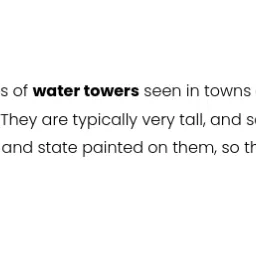 s of water towers seen in towns
They are typically very tall, and s
and state painted on them, so th